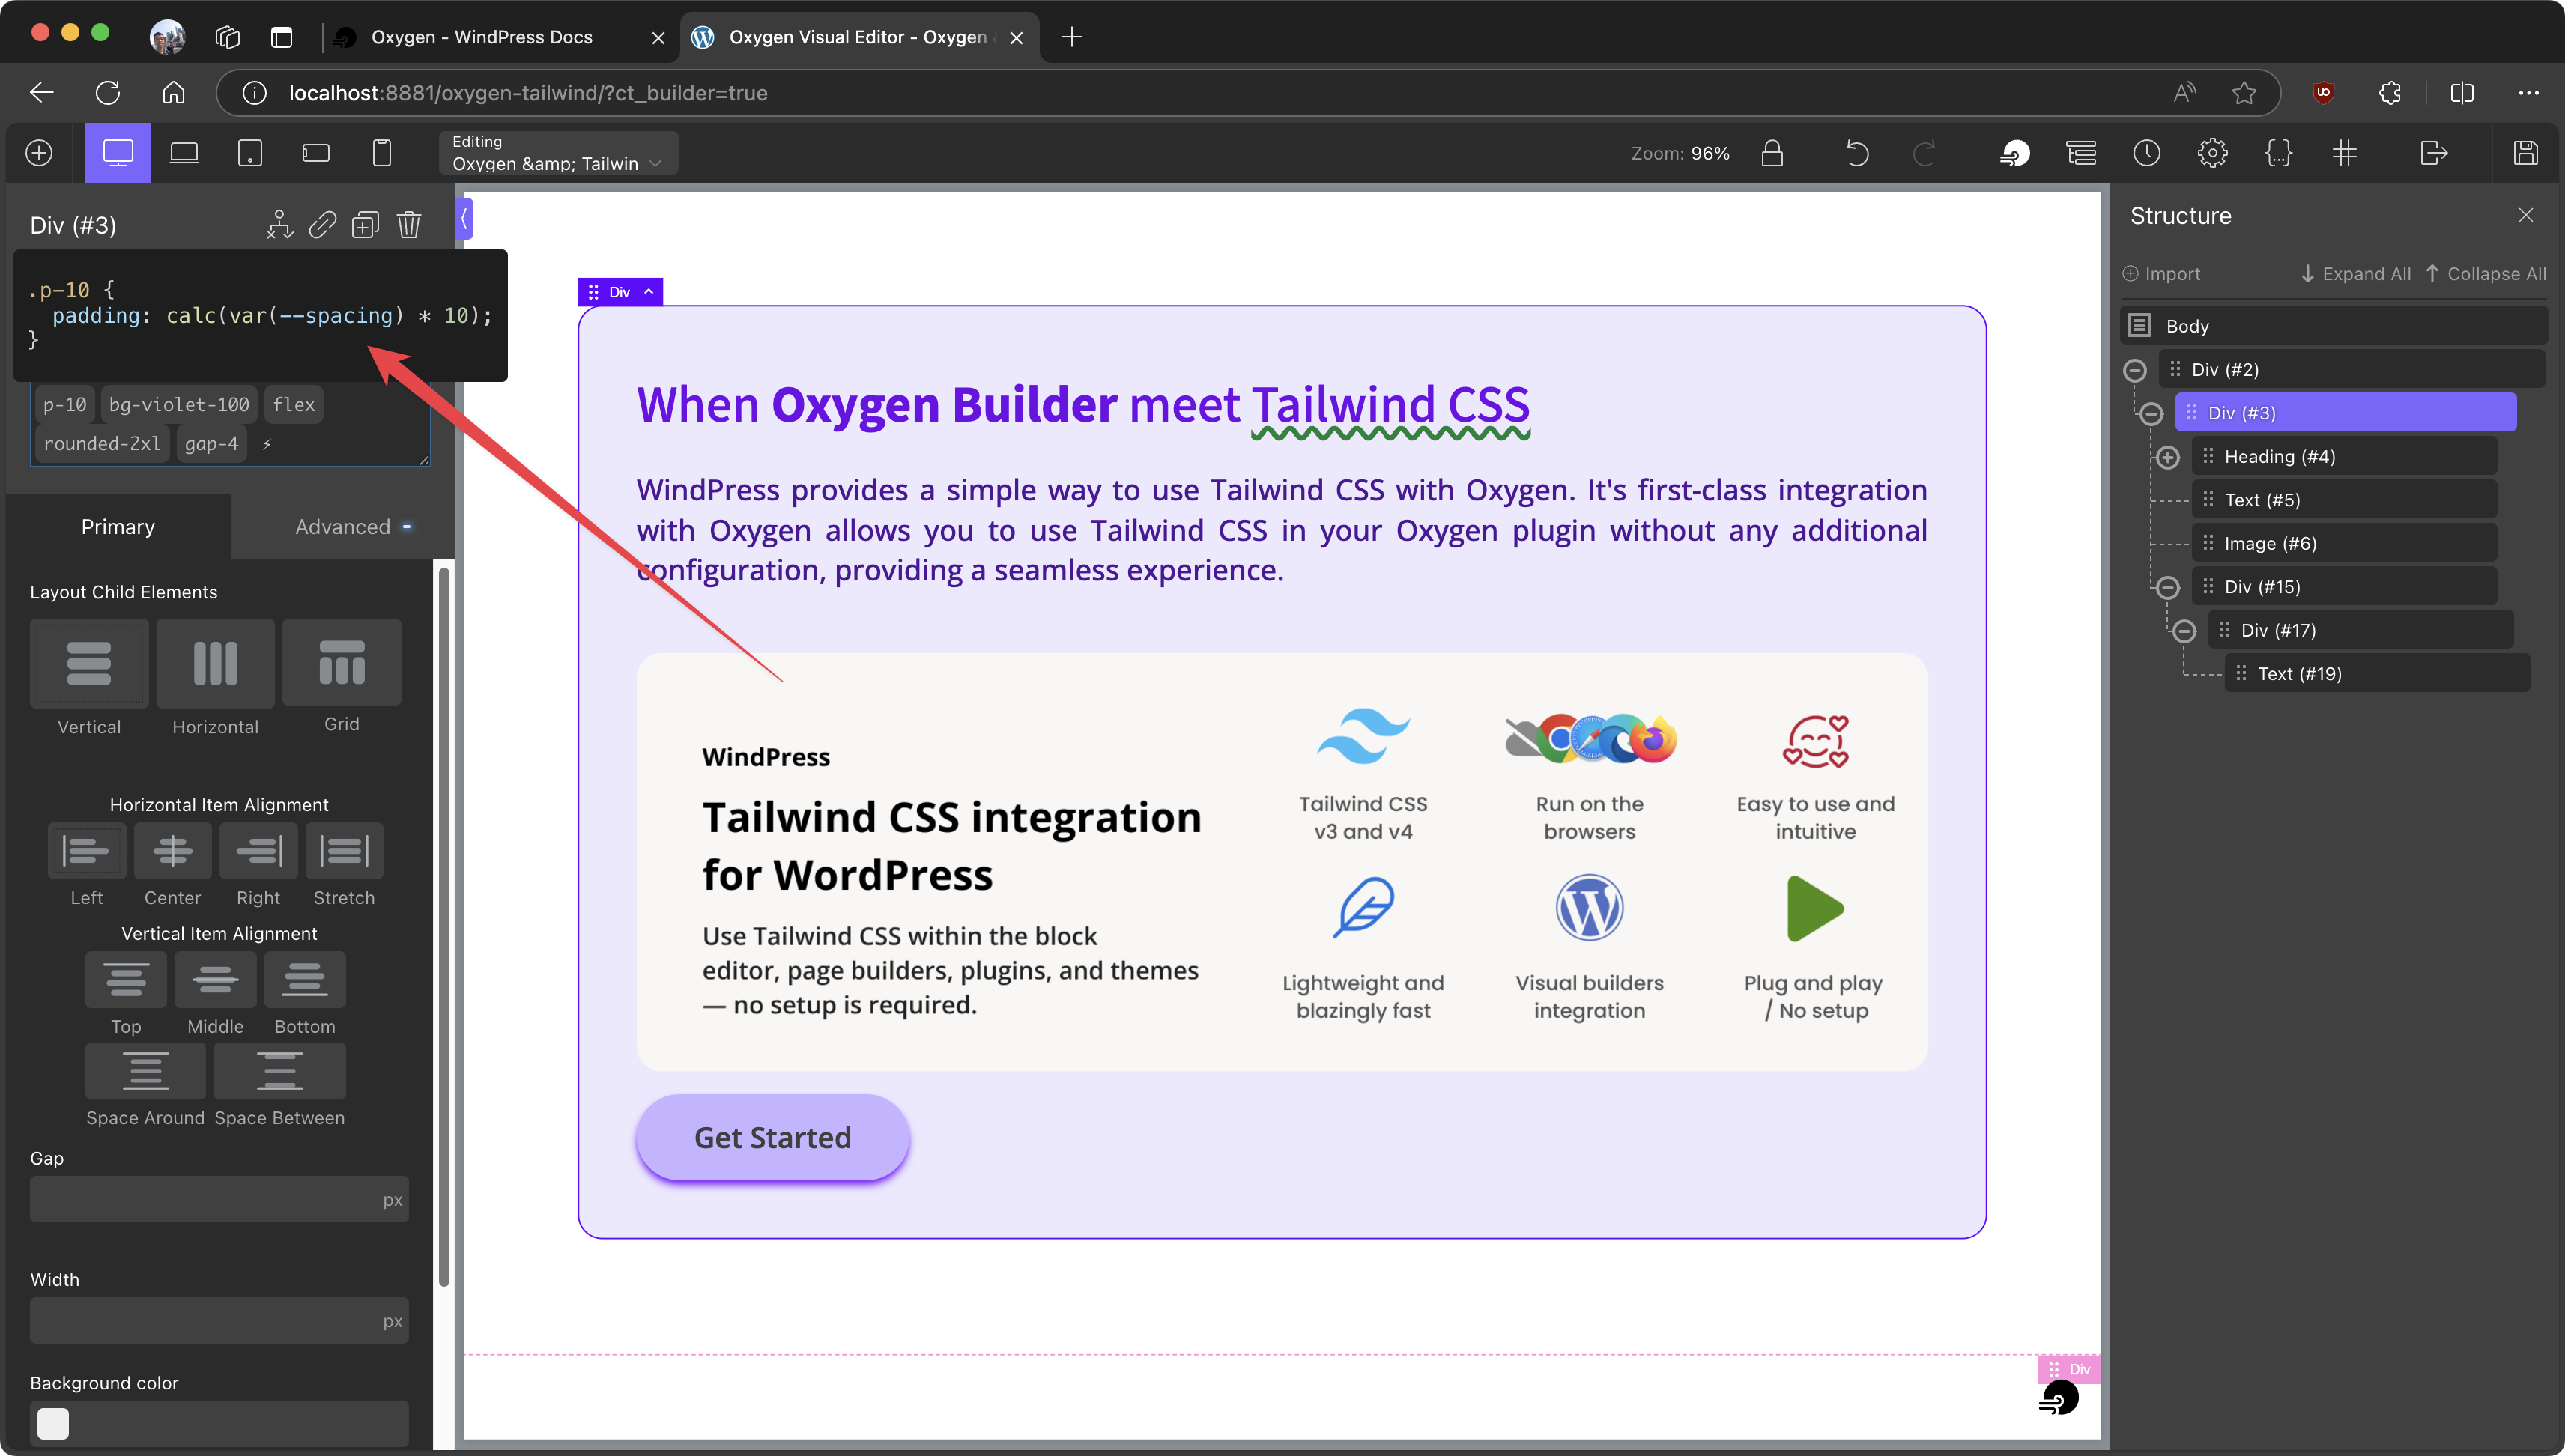 Oxygen - WindPress Docs
Oxygen Visual Editor - Oxygen
localhost:8881/oxygen-tailwind/?ct_builder=true
Editing
Oxygen &amp; Tailwin
Zoom: 96%
Div (#3)
.p-10 {
padding: calc(var(--spacing) * 10);
}
p-10 bg-violet-100 flex
rounded-2xl gap-4
Primary
Advanced
Layout Child Elements
Vertical
Horizontal
Grid
Horizontal Item Alignment
Left
Center
Right
Stretch
Vertical Item Alignment
Top
Middle
Bottom
Space Around
Space Between
Gap
px
Width
px
Background color
Div
When Oxygen Builder meet Tailwind CSS
WindPress provides a simple way to use Tailwind CSS with Oxygen. It's first-class integration
with Oxygen allows you to use Tailwind CSS in your Oxygen plugin without any additional
configuration, providing a seamless experience.
WindPress
Tailwind CSS integration
for WordPress
Use Tailwind CSS within the block
editor, page builders, plugins, and themes
— no setup is required.
Tailwind CSS
v3 and v4
Run on the
browsers
Easy to use and
intuitive
Lightweight and
blazingly fast
Visual builders
integration
Plug and play
/ No setup
Get Started
Div
Structure
Import
Expand All
Collapse All
Body
Div (#2)
Div (#3)
Heading (#4)
Text (#5)
Image (#6)
Div (#15)
Div (#17)
Text (#19)